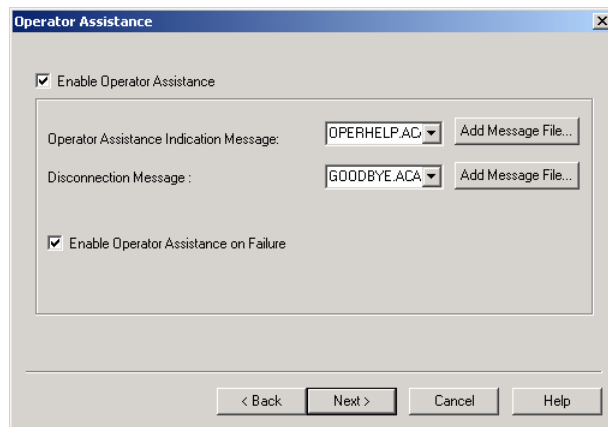 Operator Assistance
Enable Operator Assistance
Operator Assistance Indication Message: OPERHELP.ACA Add Message File...
Disconnection Message : GOODBYE.ACA Add Message File...
Enable Operator Assistance on Failure
< Back Next > Cancel Help